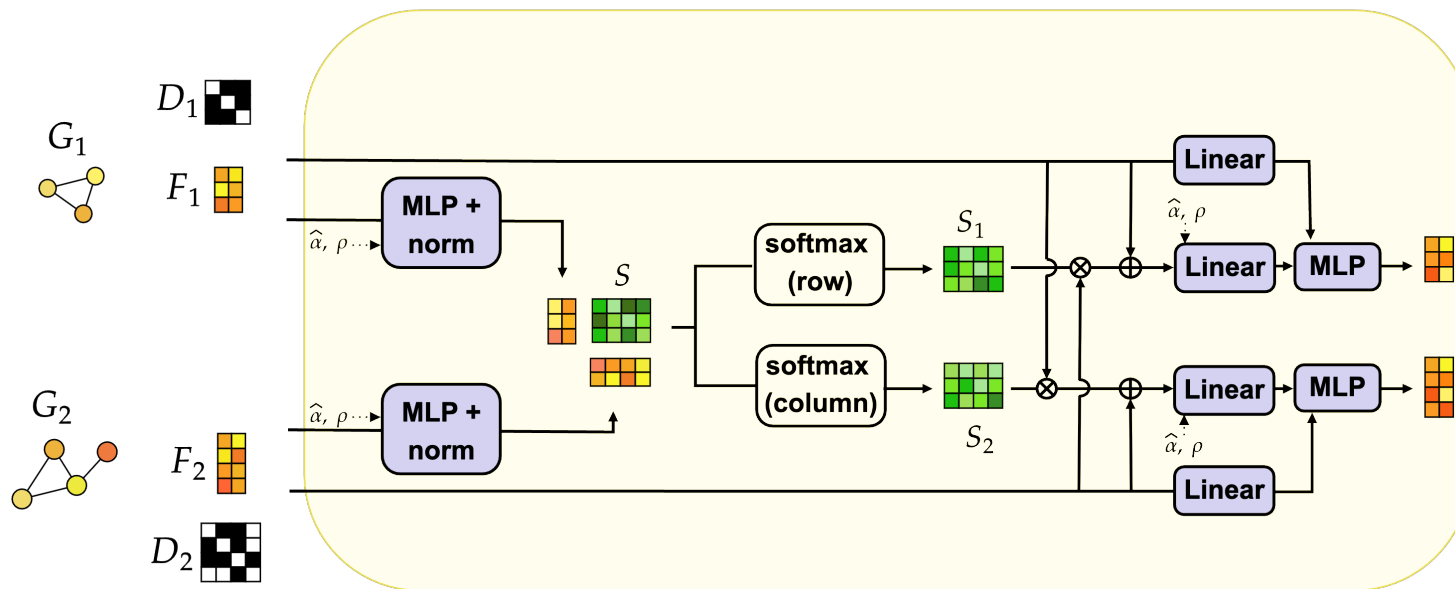 D₁
G₁
F₁
MLP +
norm
α̂, ρ
S
softmax
(row)
S₁
Linear
α̂, ρ
Linear
MLP
softmax
(column)
S₂
Linear
MLP
α̂, ρ
Linear
α̂, ρ
MLP +
norm
G₂
F₂
D₂